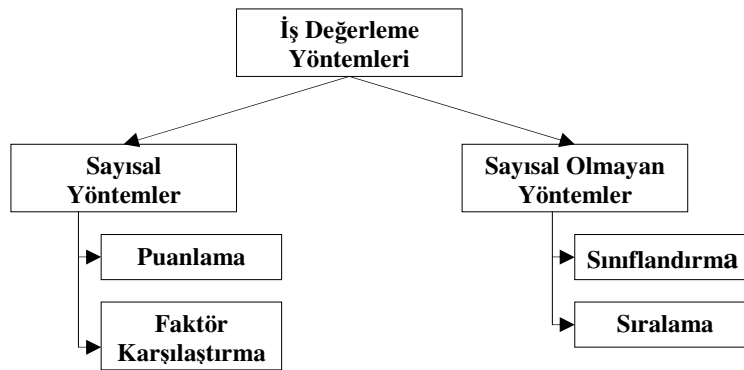 İş Değerleme
Yöntemleri
Sayısal
Yöntemler
Sayısal Olmayan
Yöntemler
Puanlama
Sınıflandırma
Faktör
Karşılaştırma
Sıralama